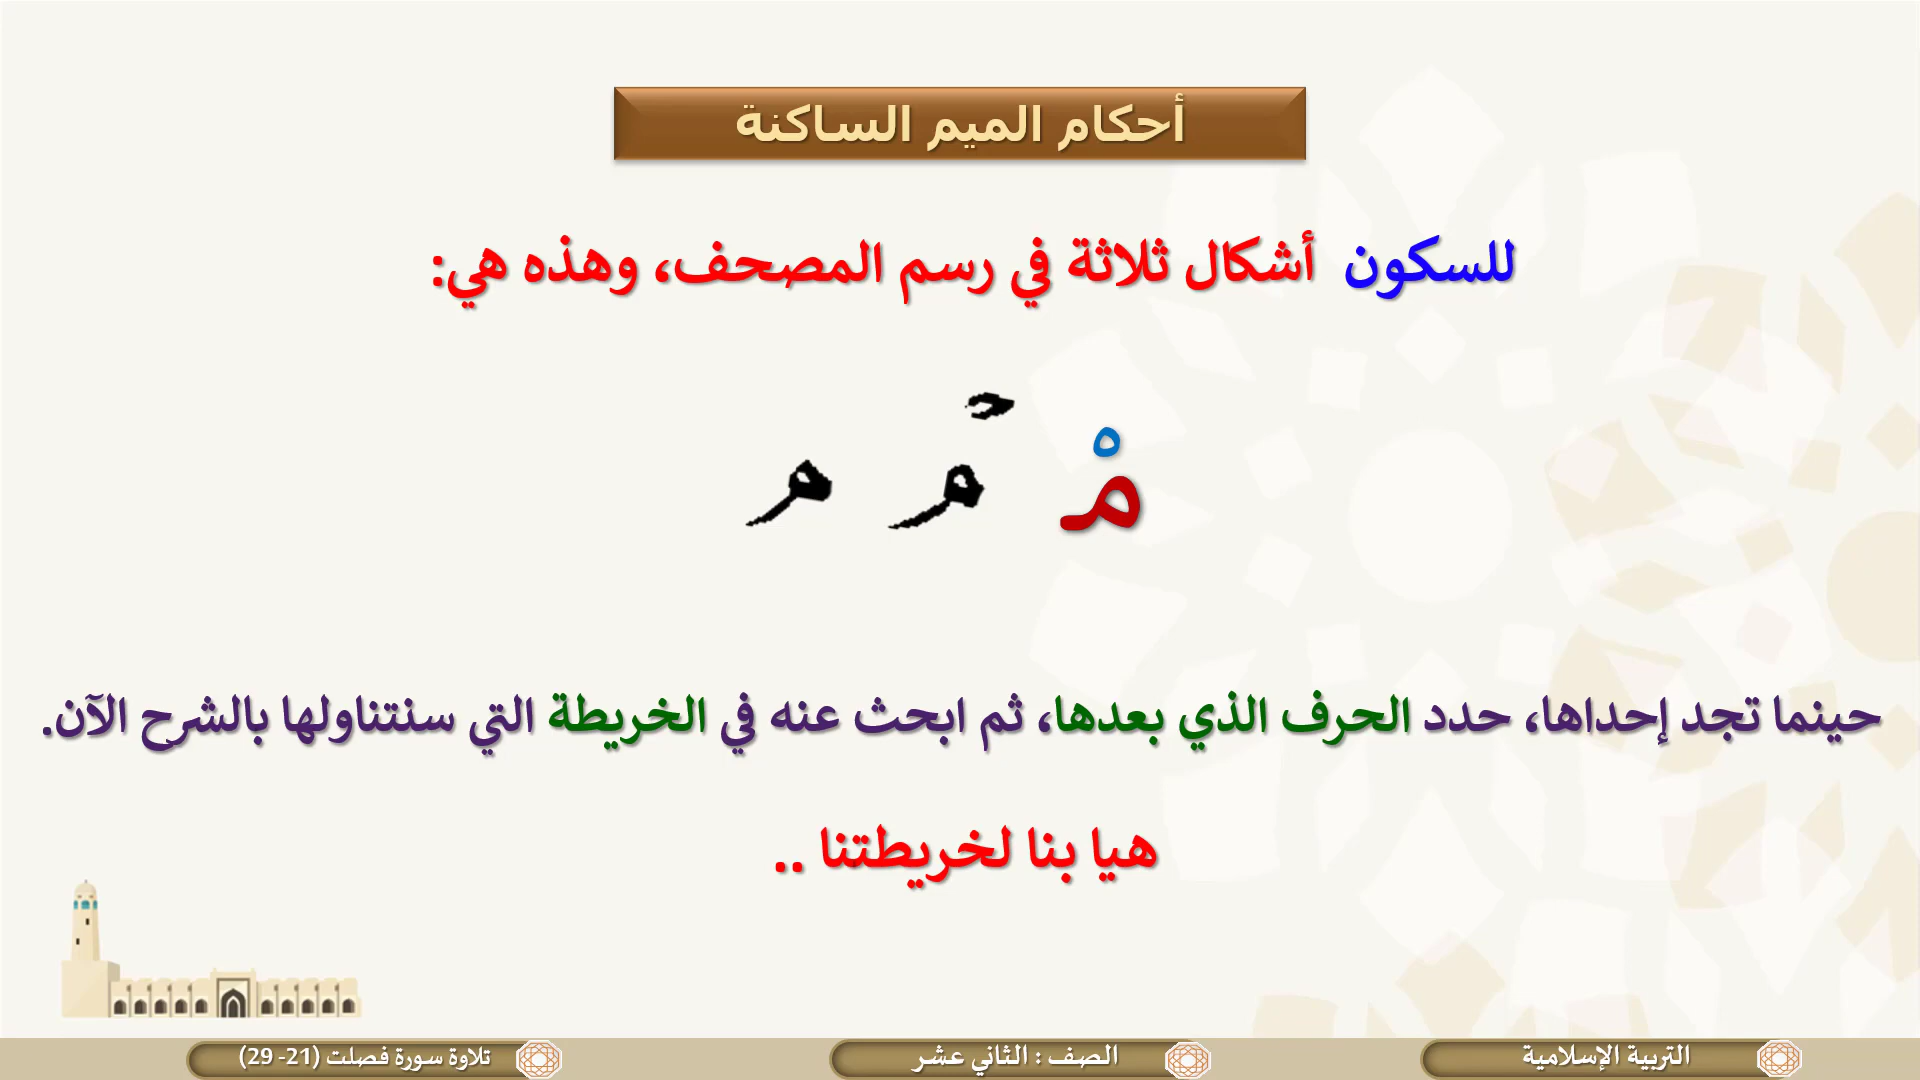 أحكام الميم الساكنة
للسكون أشكال ثلاثة في رسم المصحف، وهذه هي:
مْ مۡ م
حينما تجد إحداها، حدد الحرف الذي بعدها، ثم ابحث عنه في الخريطة التي سنتناولها بالشرح الآن.
هيا بنا لخريطتنا ..
التربية الإسلامية
الصف : الثاني عشر
تلاوة سورة فصلت (21- 29)